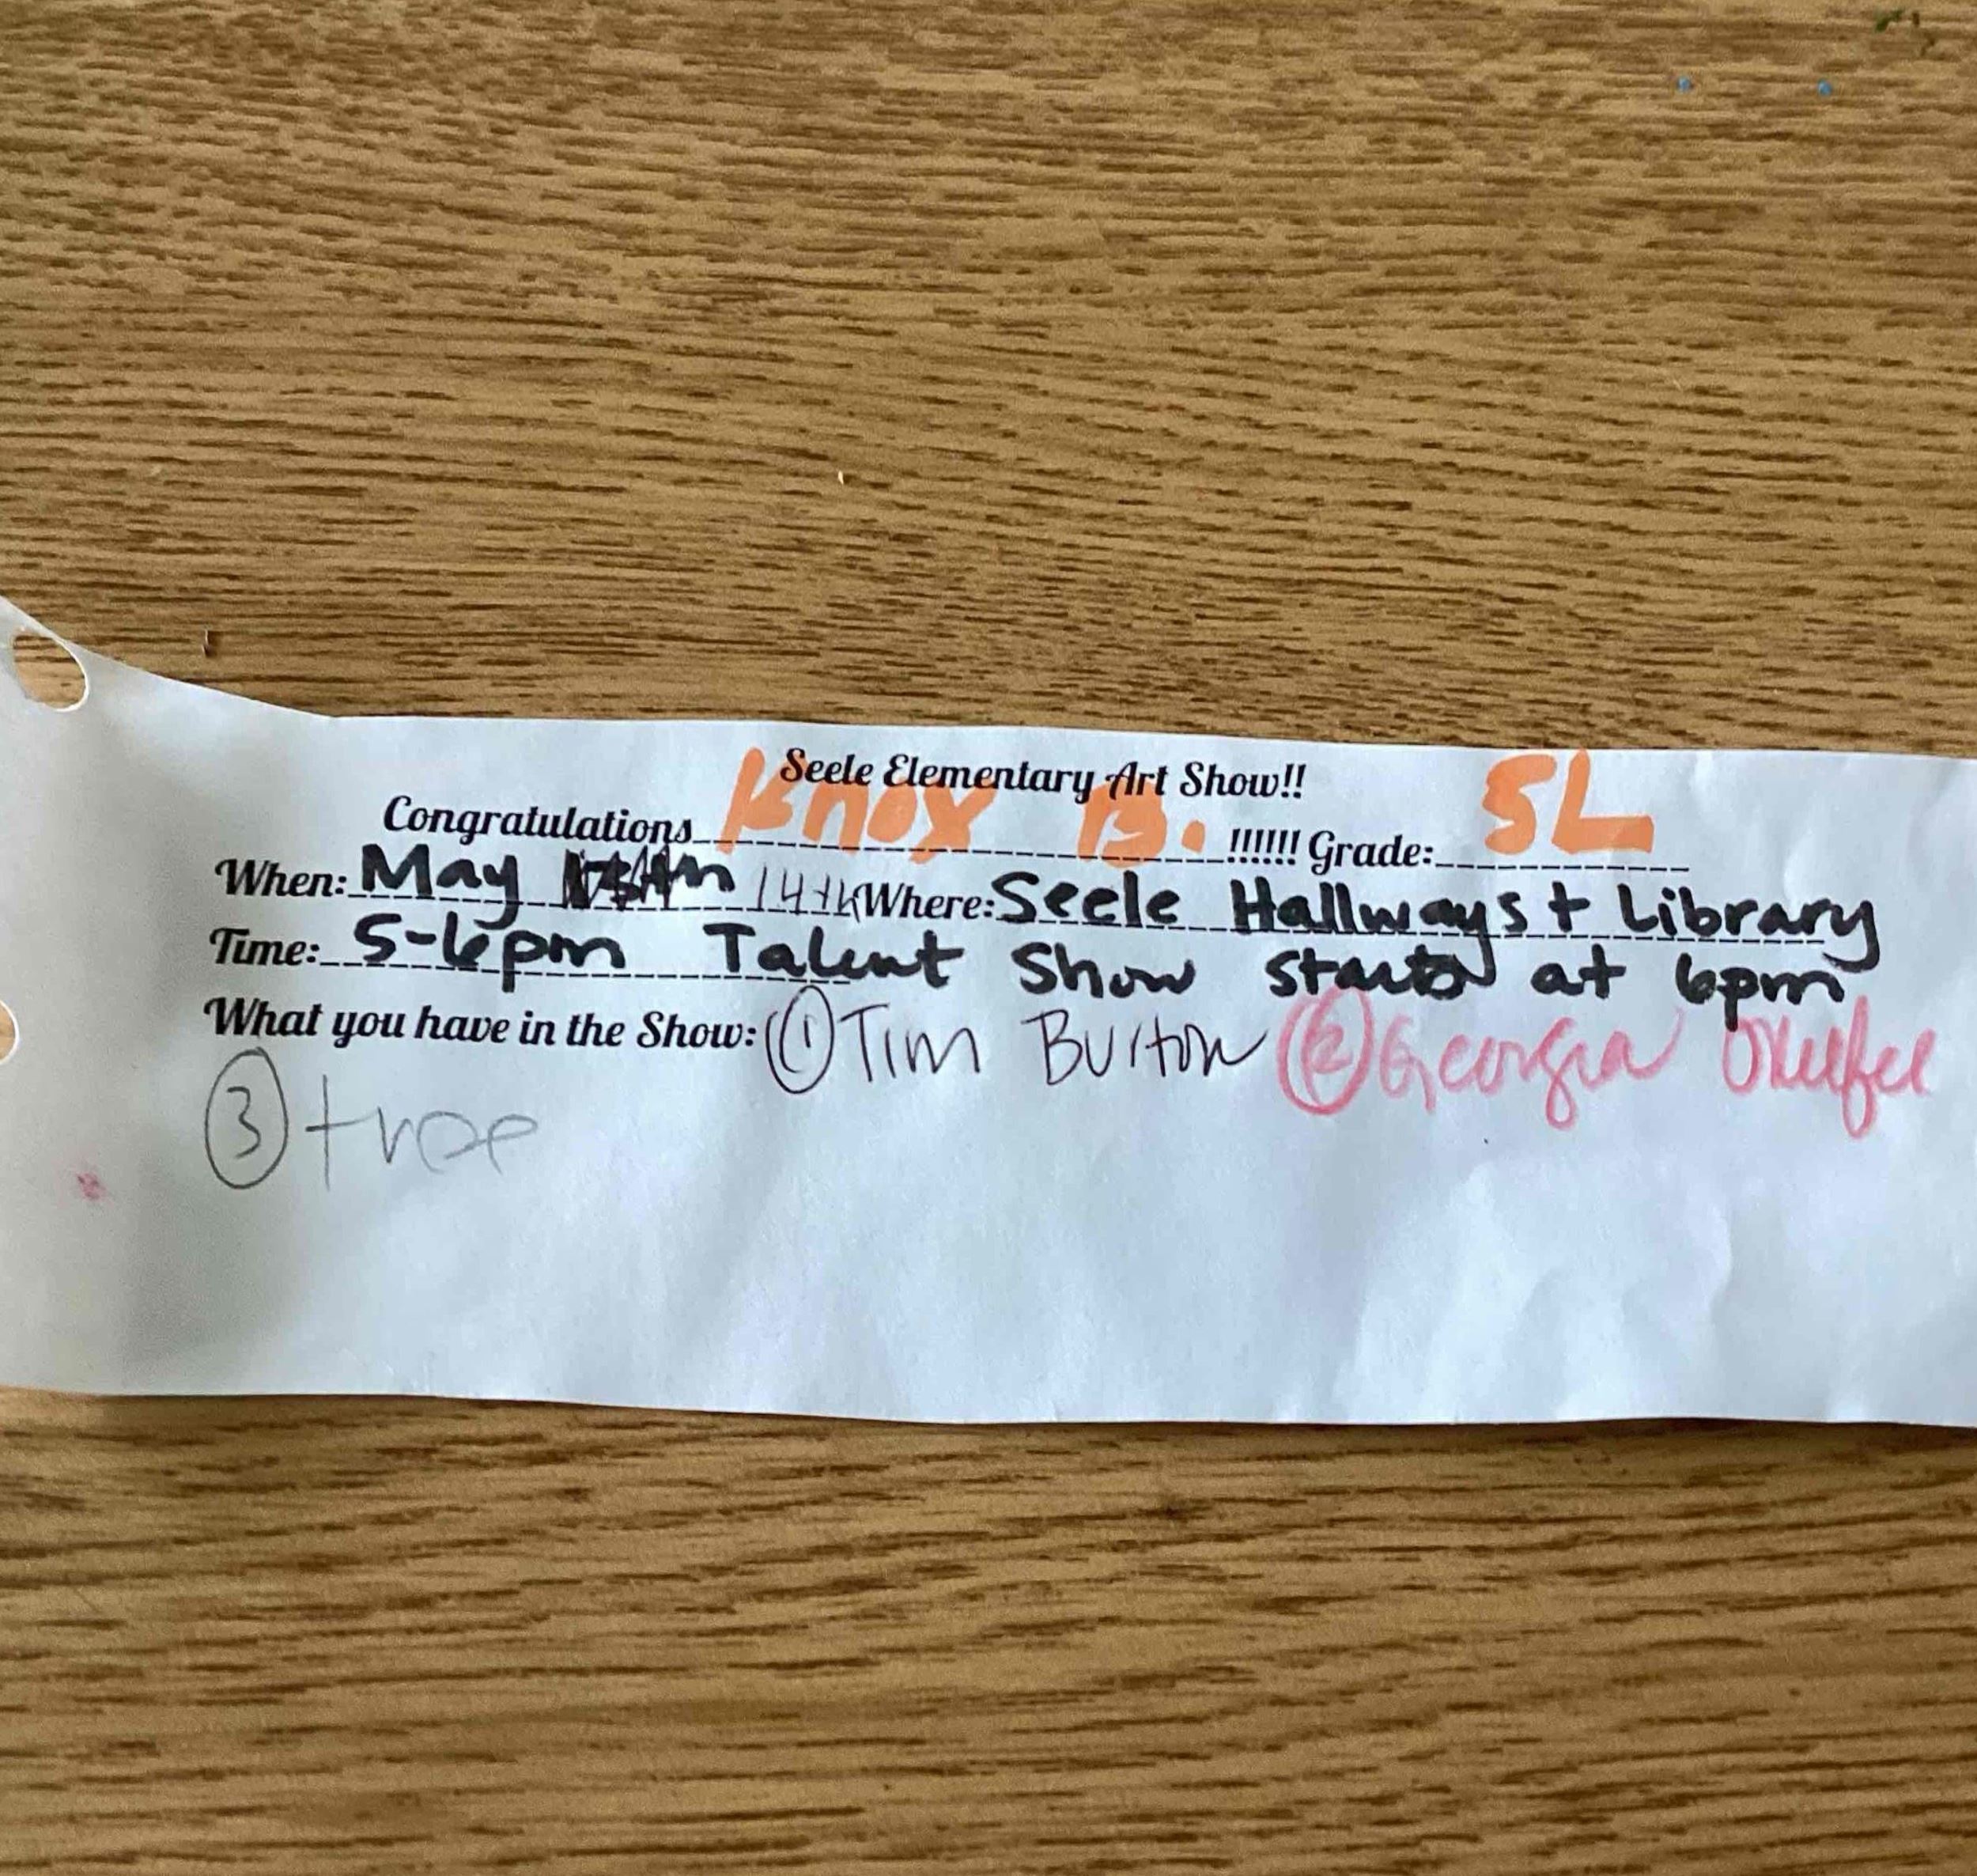 Seele Elementary Art Show!!
Congratulations Knox B. !!!!!! Grade: 5L
When: May 14th Where: Seele Hallways + Library
Time: 5-6pm Talent Show starts at 6pm
What you have in the Show: ① Tim Burton ② Georgia Okeefee
③ tree